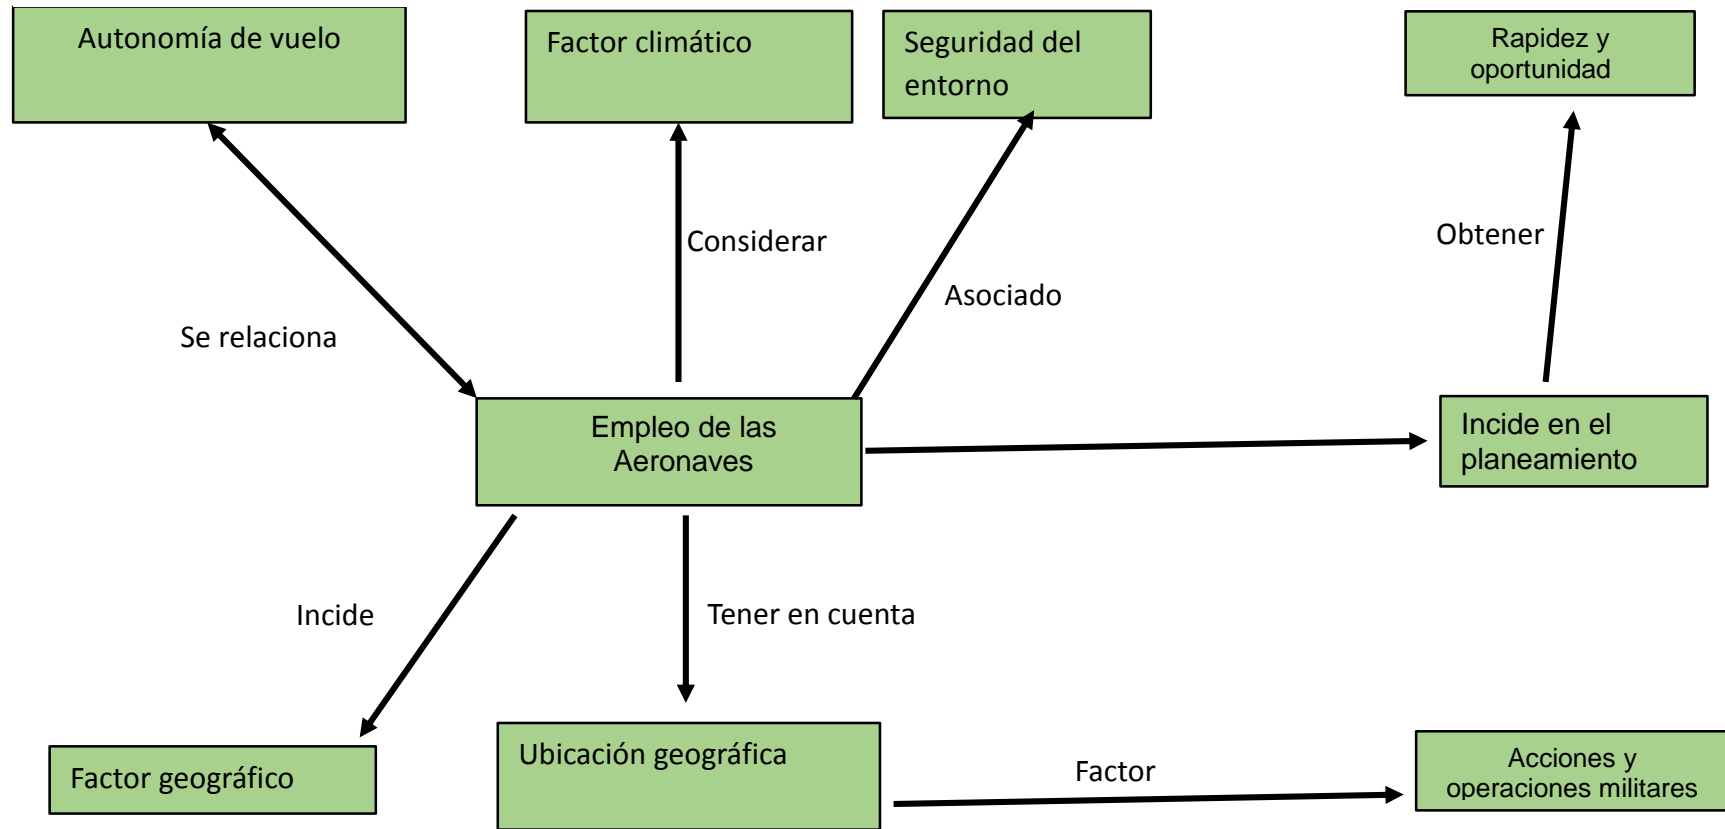 Autonomía de vuelo
Factor climático
Seguridad del
entorno
Rapidez y
oportunidad
Considerar
Obtener
Asociado
Se relaciona
Empleo de las
Aeronaves
Incide en el
planeamiento
Incide
Tener en cuenta
Factor geográfico
Ubicación geográfica
Factor
Acciones y
operaciones militares